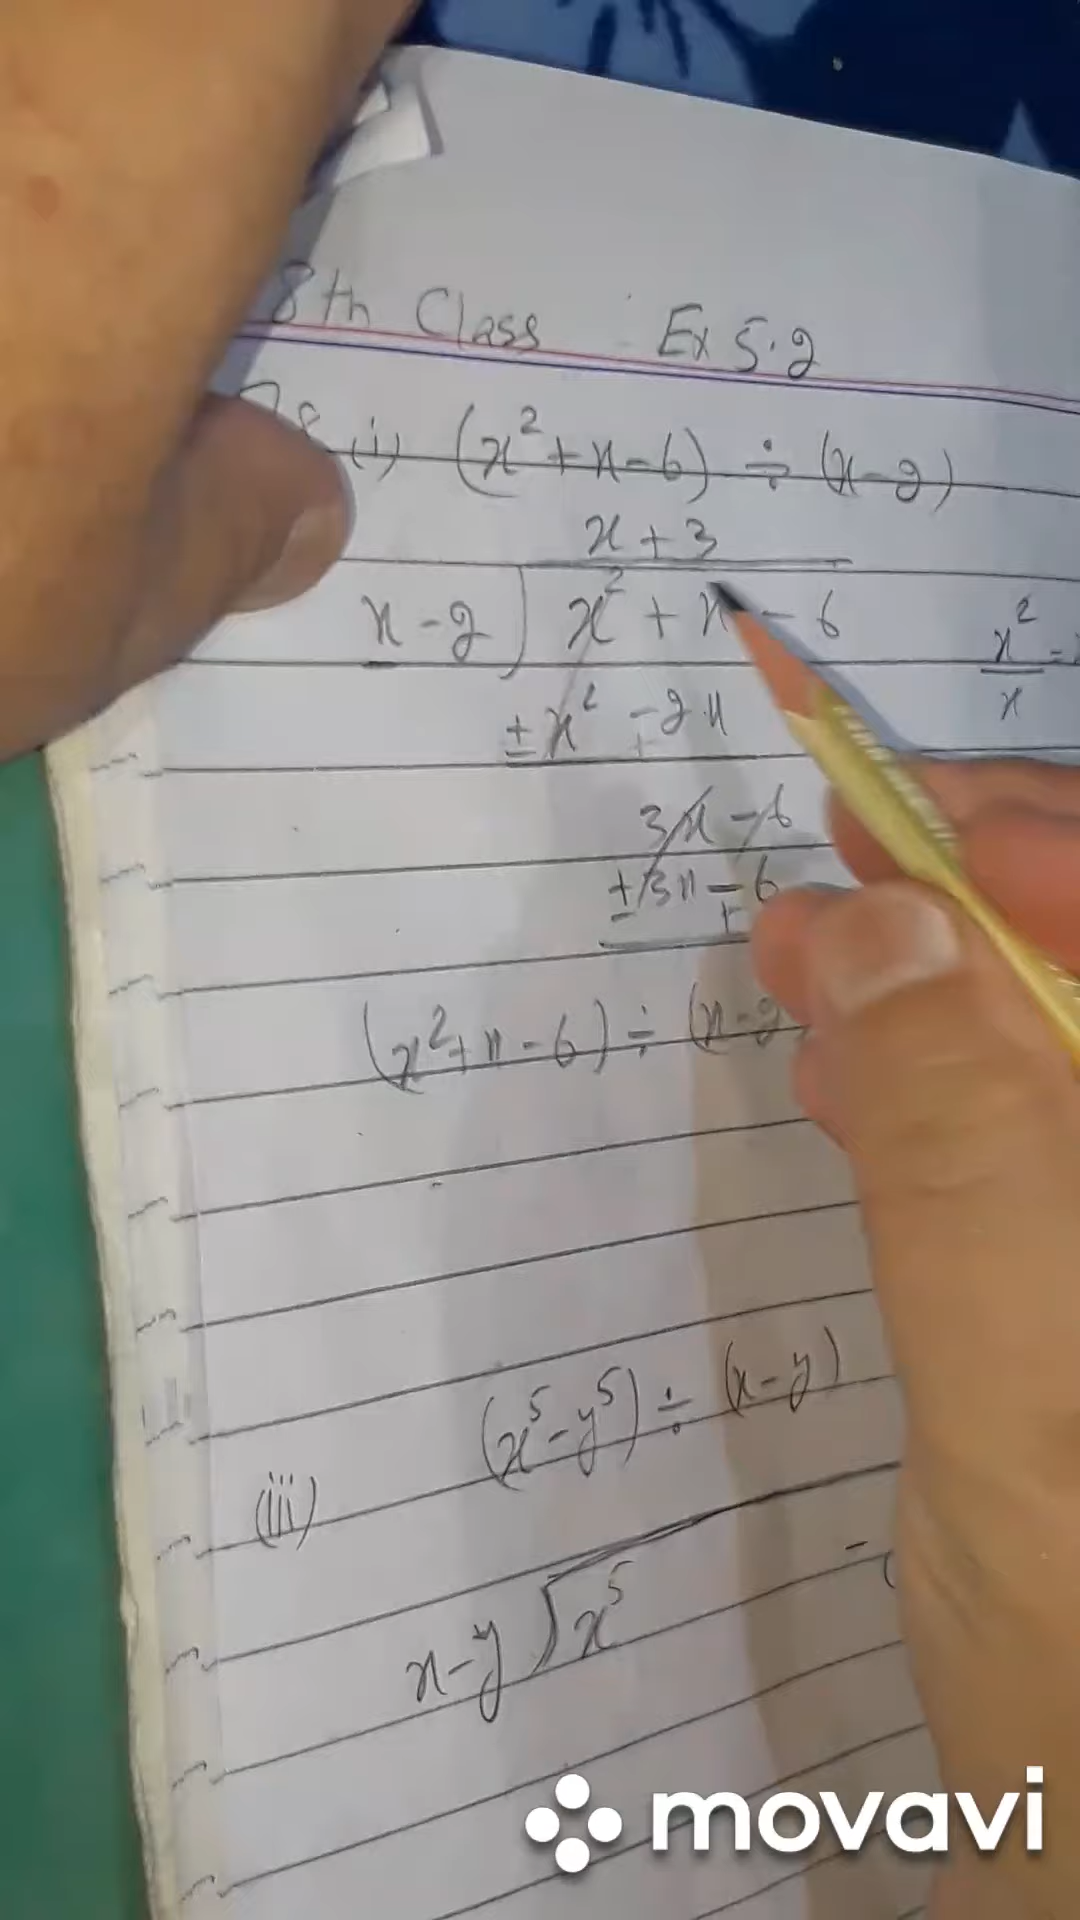 8th Class Ex 5.2
(i) (x² + x - 6) ÷ (x - 2)
x + 3
x - 2 ) x² + x - 6
x²/x =
± x² - 2x
+
3x - 6
± 3x - 6
+
(x² + x - 6) ÷ (x - 2
(x⁵ - y⁵) ÷ (x - y)
(iii)
x - y ) x⁵ -
movavi